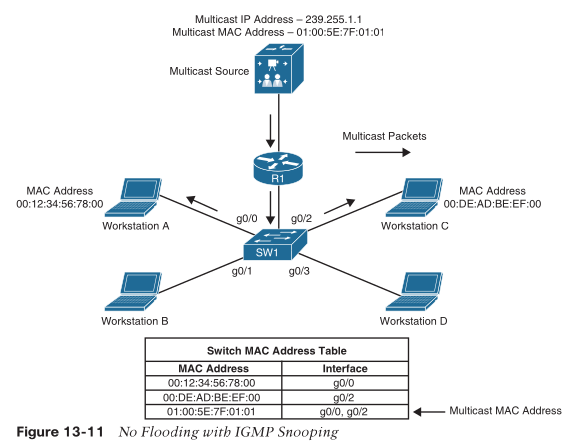 Multicast IP Address – 239.255.1.1
Multicast MAC Address – 01:00:5E:7F:01:01
Multicast Source
Multicast Packets
R1
MAC Address
00:12:34:56:78:00
Workstation A
MAC Address
00:DE:AD:BE:EF:00
Workstation C
g0/0
g0/2
SW1
g0/1
g0/3
Workstation B
Workstation D
Switch MAC Address Table
MAC Address Interface
00:12:34:56:78:00 g0/0
00:DE:AD:BE:EF:00 g0/2
01:00:5E:7F:01:01 g0/0, g0/2
Multicast MAC Address
Figure 13-11 No Flooding with IGMP Snooping